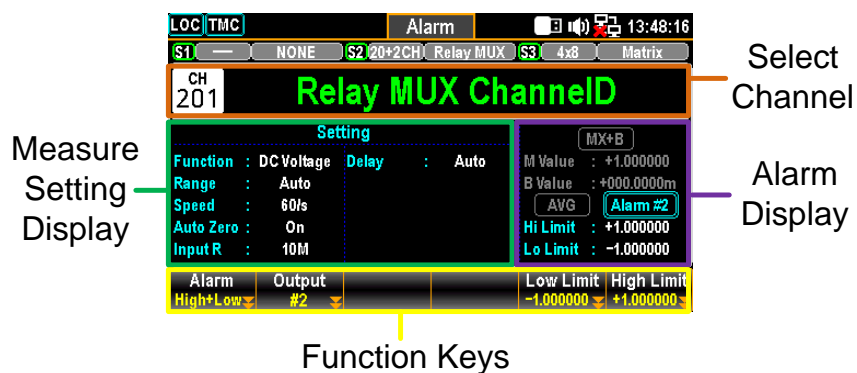 LOC TMC Alarm 13:48:16
S1 — NONE S2 20+2CH Relay MUX S3 4x8 Matrix
CH
201
Relay MUX ChannelD
Select
Channel
Measure
Setting
Display
Setting
Function : DC Voltage Delay : Auto
Range : Auto
Speed : 60/s
Auto Zero : On
Input R : 10M
MX+B
M Value : +1.000000
B Value : +000.0000m
AVG Alarm #2
Hi Limit : +1.000000
Lo Limit : -1.000000
Alarm
Display
Alarm Output Low Limit High Limit
High+Low #2 -1.000000 +1.000000
Function Keys